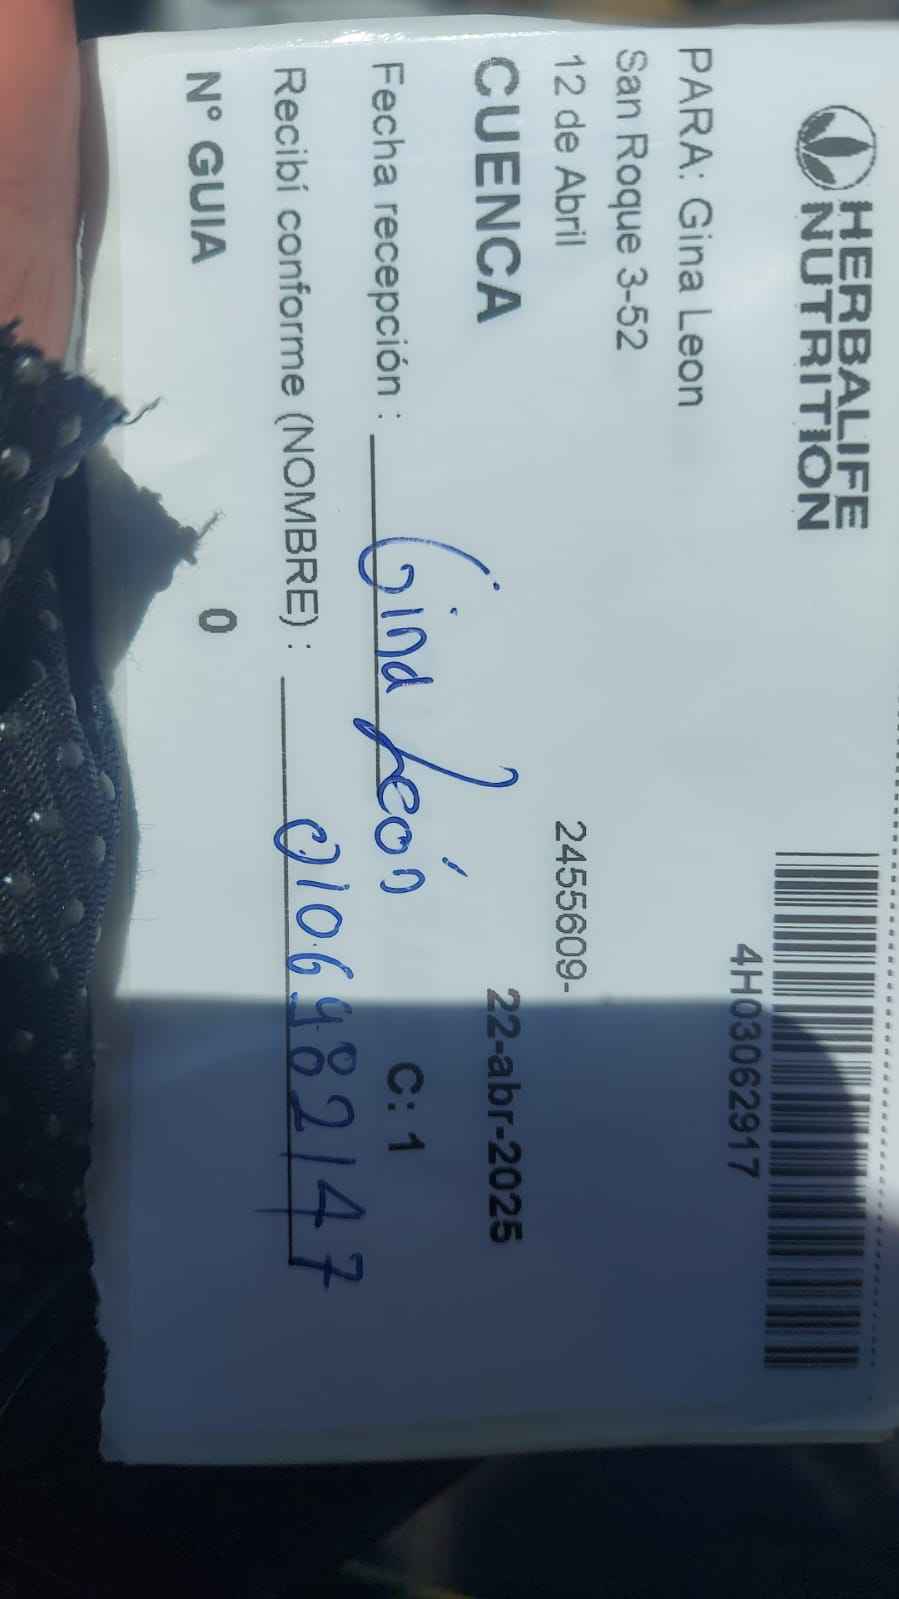 HERBALIFE
NUTRITION
4H03062917
PARA: Gina Leon
San Roque 3-52
12 de Abril 2455609-
CUENCA 22-abr-2025
Fecha recepción : Gina León C: 1
Recibí conforme (NOMBRE) : 0106982147
N° GUIA 0